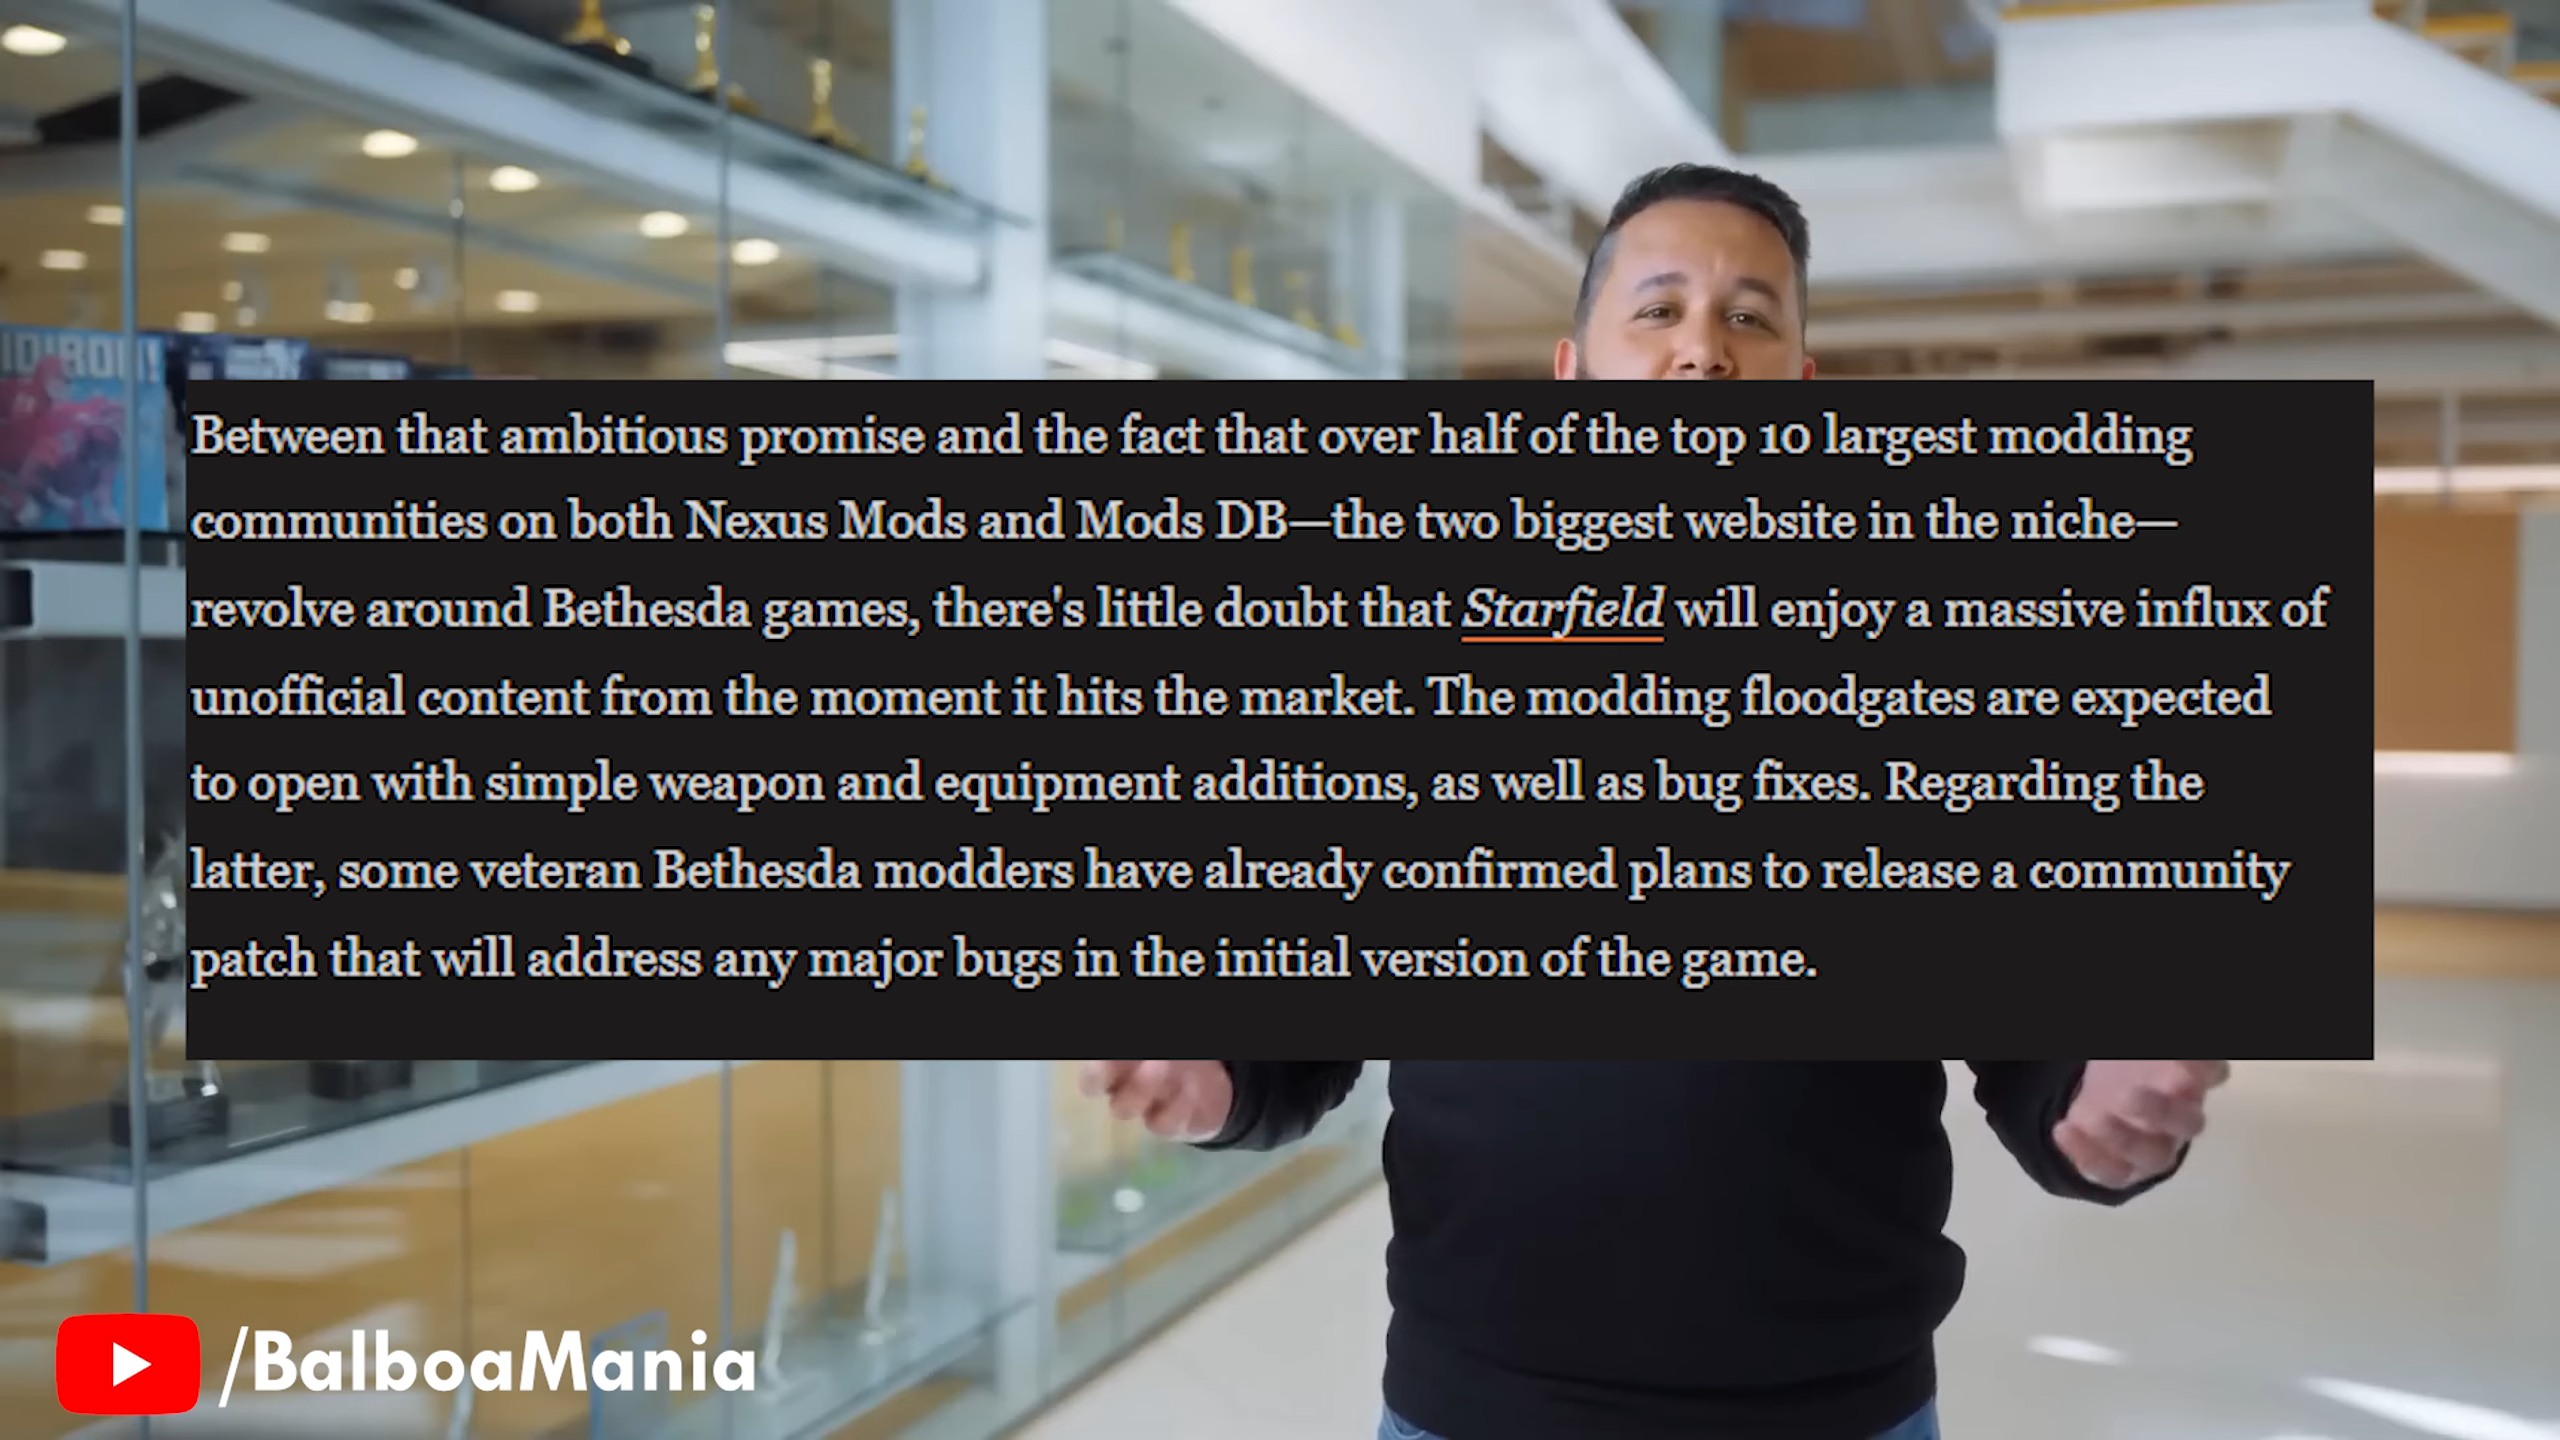 IDIRON!
Between that ambitious promise and the fact that over half of the top 10 largest modding
communities on both Nexus Mods and Mods DB—the two biggest website in the niche—
revolve around Bethesda games, there's little doubt that Starfield will enjoy a massive influx of
unofficial content from the moment it hits the market. The modding floodgates are expected
to open with simple weapon and equipment additions, as well as bug fixes. Regarding the
latter, some veteran Bethesda modders have already confirmed plans to release a community
patch that will address any major bugs in the initial version of the game.
/BalboaMania